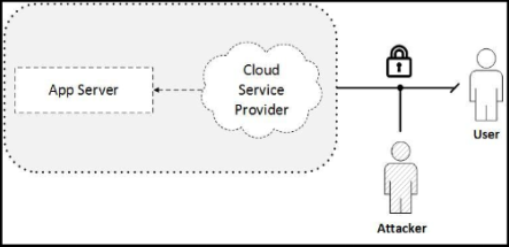 App Server
Cloud
Service
Provider
User
Attacker